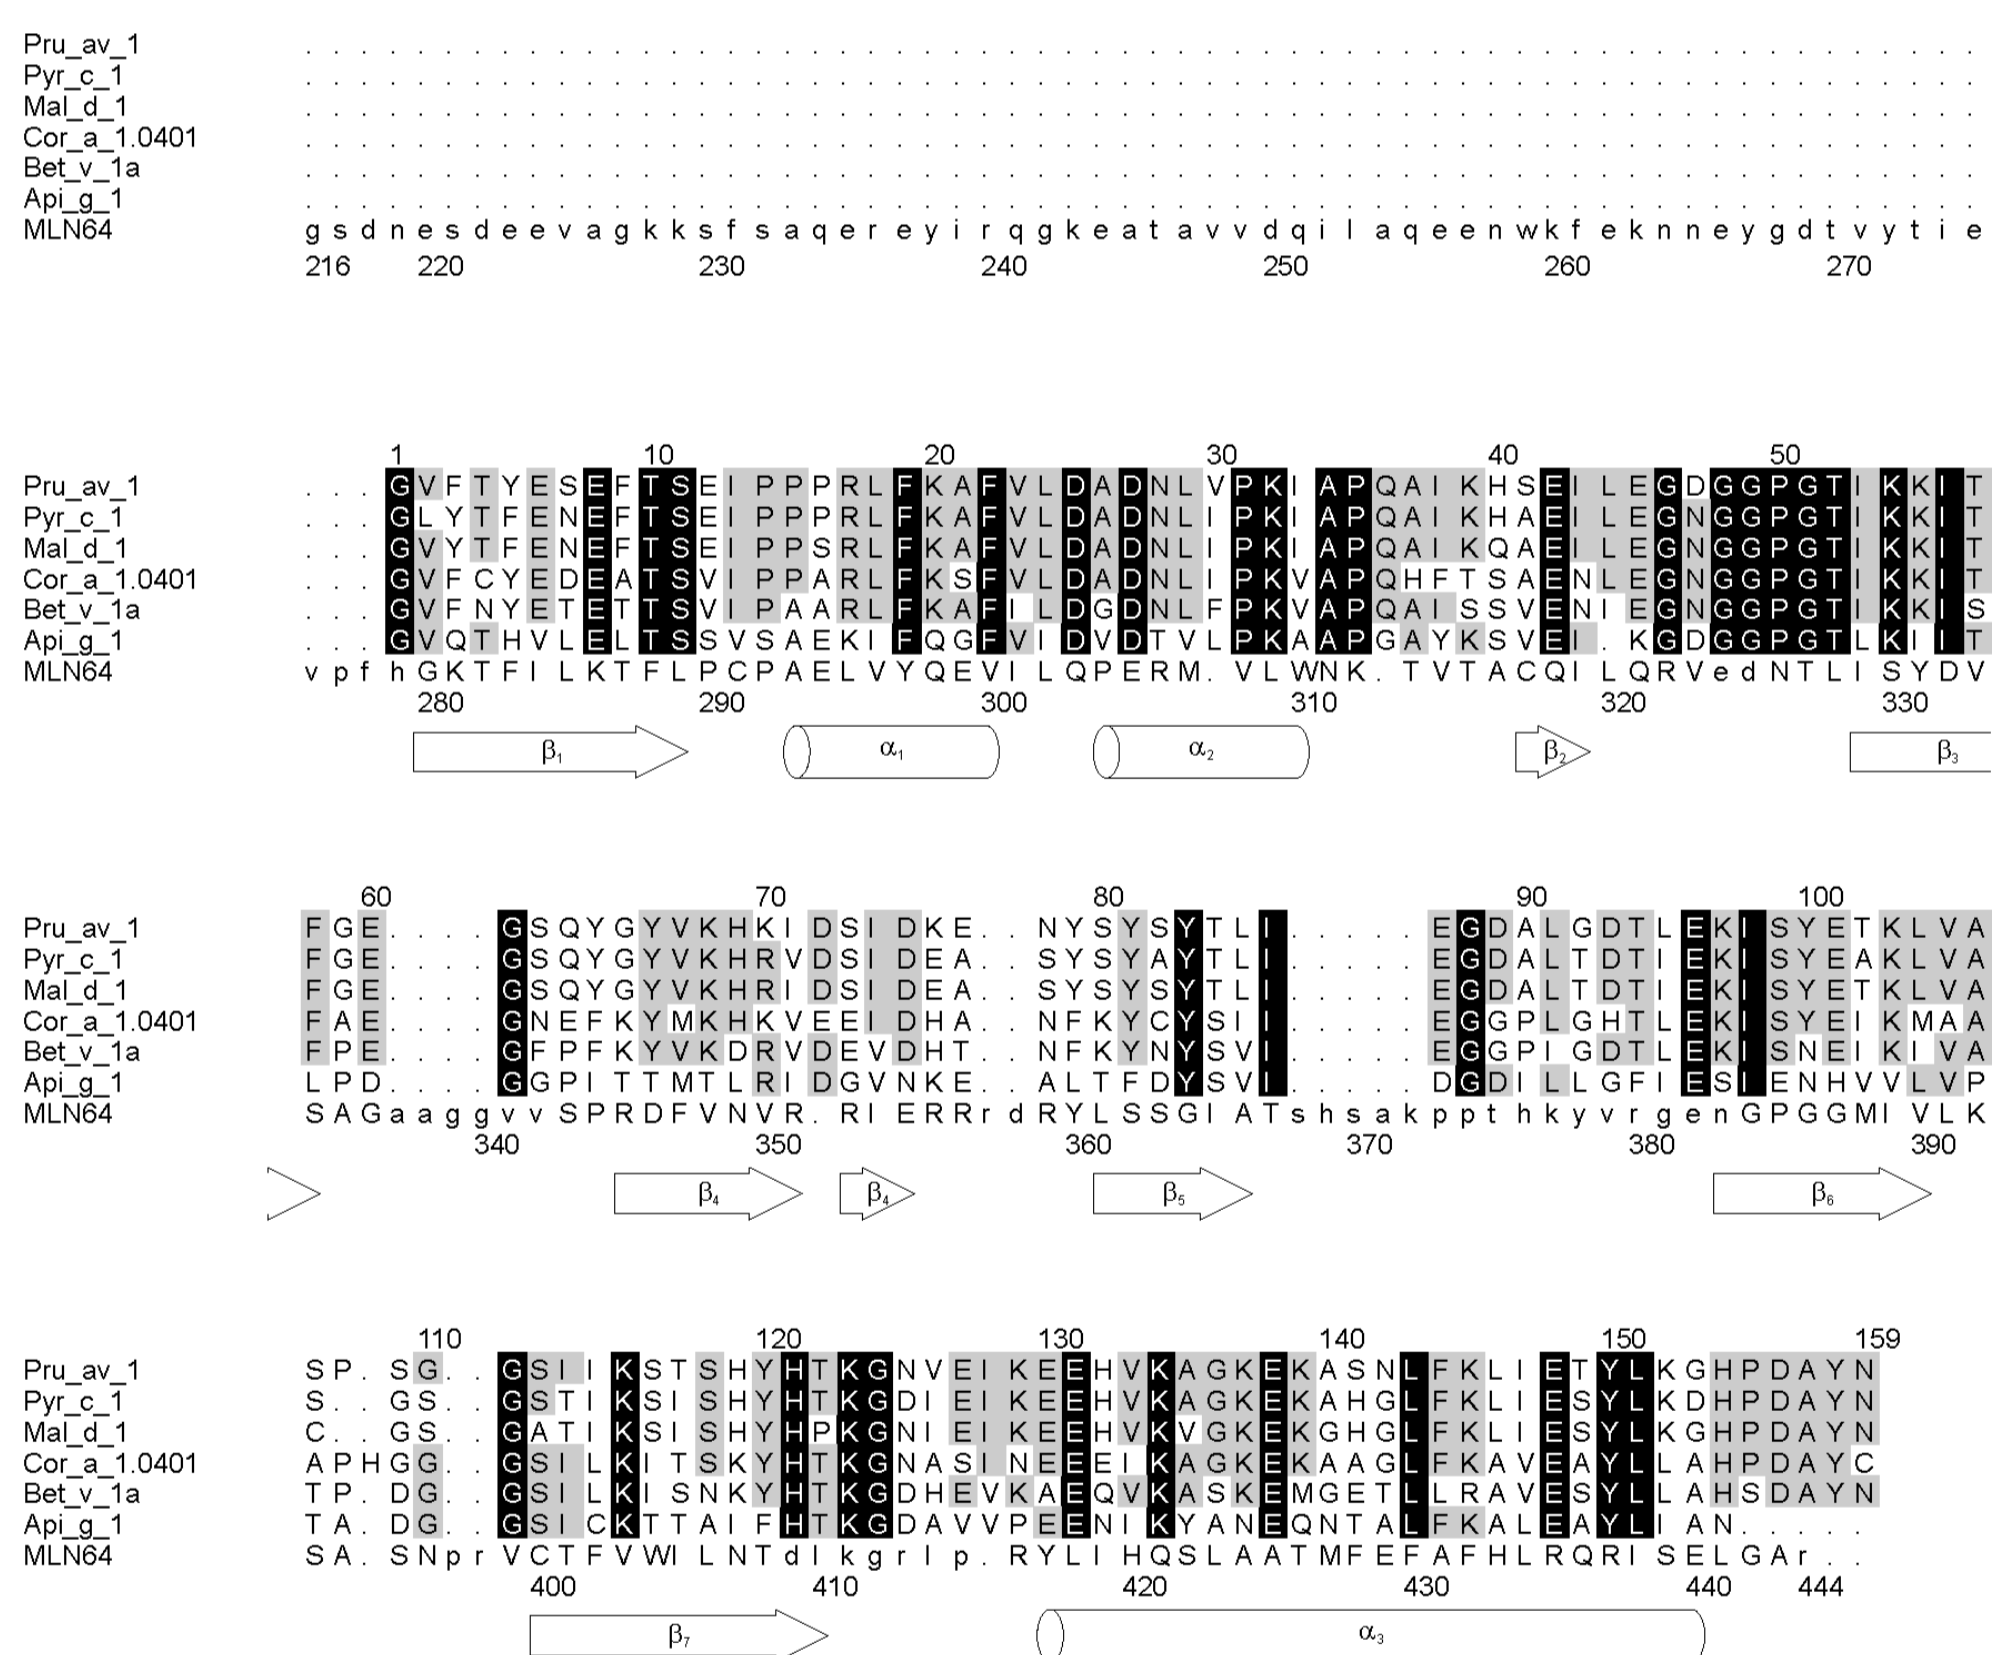 Pru_av_1 . . . . . . . . . . . . . . . . . . . . . . . . . . . . . . . . . . . . . . . . . . . . . . . . . . . . . . . . . . . .
Pyr_c_1 . . . . . . . . . . . . . . . . . . . . . . . . . . . . . . . . . . . . . . . . . . . . . . . . . . . . . . . . . . . .
Mal_d_1 . . . . . . . . . . . . . . . . . . . . . . . . . . . . . . . . . . . . . . . . . . . . . . . . . . . . . . . . . . . .
Cor_a_1.0401 . . . . . . . . . . . . . . . . . . . . . . . . . . . . . . . . . . . . . . . . . . . . . . . . . . . . . . . . . . . .
Bet_v_1a . . . . . . . . . . . . . . . . . . . . . . . . . . . . . . . . . . . . . . . . . . . . . . . . . . . . . . . . . . . .
Api_g_1 . . . . . . . . . . . . . . . . . . . . . . . . . . . . . . . . . . . . . . . . . . . . . . . . . . . . . . . . . . . .
MLN64 g s d n e s d e e v a g k k s f s a q e r e y i r q g k e a t a v v d q i l a q e e n w k f e k n n e y g d t v y t i e
216 220 230 240 250 260 270
1 10 20 30 40 50
Pru_av_1 . . . G V F T Y E S E F T S E I P P P R L F K A F V L D A D N L V P K I A P Q A I K H S E I L E G D G G P G T I K K I T
Pyr_c_1 . . . G L Y T F E N E F T S E I P P P R L F K A F V L D A D N L I P K I A P Q A I K H A E I L E G N G G P G T I K K I T
Mal_d_1 . . . G V Y T F E N E F T S E I P P S R L F K A F V L D A D N L I P K I A P Q A I K Q A E I L E G N G G P G T I K K I T
Cor_a_1.0401 . . . G V F C Y E D E A T S V I P P A R L F K S F V L D A D N L I P K V A P Q H F T S A E N L E G N G G P G T I K K I T
Bet_v_1a . . . G V F N Y E T E T T S V I P A A R L F K A F I L D G D N L F P K V A P Q A I S S V E N I E G N G G P G T I K K I S
Api_g_1 . . . G V Q T H V L E L T S S V S A E K I F Q G F V I D V D T V L P K A A P G A Y K S V E I . K G D G G P G T L K I I T
MLN64 v p f h G K T F I L K T F L P C P A E L V Y Q E V I L Q P E R M . V L W N K . T V T A C Q I L Q R V e d N T L I S Y D V
280 290 300 310 320 330
β1 α1 α2 β2 β3
60 70 80 90 100
Pru_av_1 F G E . . . . G S Q Y G Y V K H K I D S I D K E . . N Y S Y S Y T L I . . . . . E G D A L G D T L E K I S Y E T K L V A
Pyr_c_1 F G E . . . . G S Q Y G Y V K H R V D S I D E A . . S Y S Y A Y T L I . . . . . E G D A L T D T I E K I S Y E A K L V A
Mal_d_1 F G E . . . . G S Q Y G Y V K H R I D S I D E A . . S Y S Y S Y T L I . . . . . E G D A L T D T I E K I S Y E T K L V A
Cor_a_1.0401 F A E . . . . G N E F K Y M K H K V E E I D H A . . N F K Y C Y S I I . . . . . E G G P L G H T L E K I S Y E I K M A A
Bet_v_1a F P E . . . . G F P F K Y V K D R V D E V D H T . . N F K Y N Y S V I . . . . . E G G P I G D T L E K I S N E I K I V A
Api_g_1 L P D . . . . G G P I T T M T L R I D G V N K E . . A L T F D Y S V I . . . . . D G D I L L G F I E S I E N H V V L V P
MLN64 S A G a a g g v v S P R D F V N V R . R I E R R r d R Y L S S G I A T s h s a k p p t h k y v r g e n G P G G M I V L K
340 350 360 370 380 390
β4 β4 β5 β6
110 120 130 140 150 159
Pru_av_1 S P . S G . . G S I I K S T S H Y H T K G N V E I K E E H V K A G K E K A S N L F K L I E T Y L K G H P D A Y N
Pyr_c_1 S . . G S . . G S T I K S I S H Y H T K G D I E I K E E H V K A G K E K A H G L F K L I E S Y L K D H P D A Y N
Mal_d_1 C . . G S . . G A T I K S I S H Y H P K G N I E I K E E H V K V G K E K G H G L F K L I E S Y L K G H P D A Y N
Cor_a_1.0401 A P H G G . . G S I L K I T S K Y H T K G N A S I N E E E I K A G K E K A A G L F K A V E A Y L L A H P D A Y C
Bet_v_1a T P . D G . . G S I L K I S N K Y H T K G D H E V K A E Q V K A S K E M G E T L L R A V E S Y L L A H S D A Y N
Api_g_1 T A . D G . . G S I C K T T A I F H T K G D A V V P E E N I K Y A N E Q N T A L F K A L E A Y L I A N . . . . .
MLN64 S A . S N p r V C T F V W I L N T d l k g r l p . R Y L I H Q S L A A T M F E F A F H L R Q R I S E L G A r . .
400 410 420 430 440 444
β7 α3